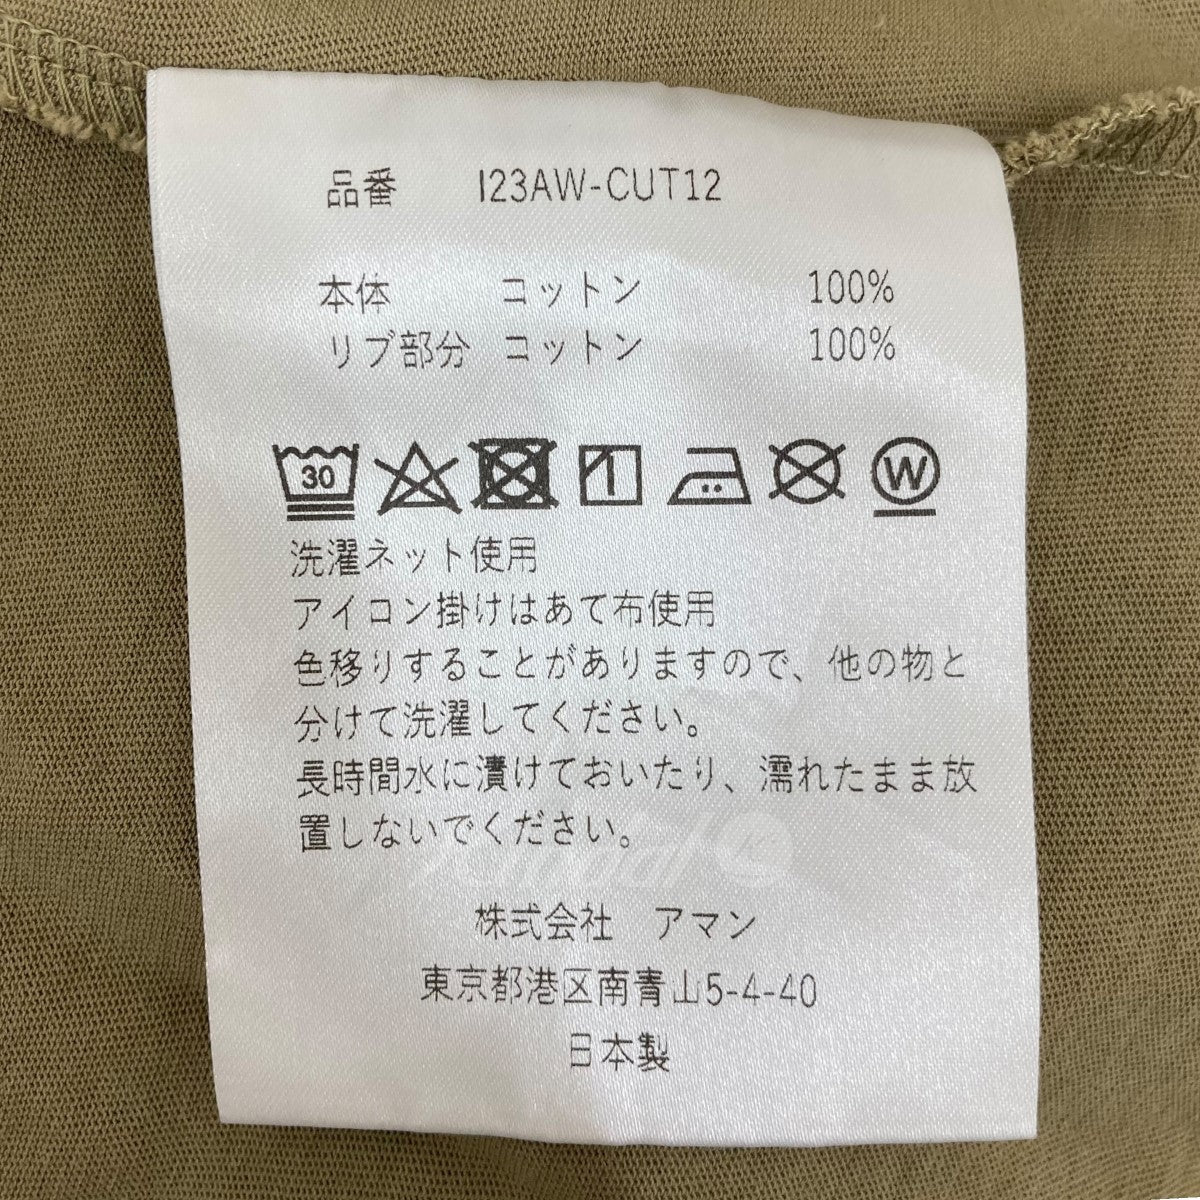 品番 I23AW-CUT12
本体 コットン 100%
リブ部分 コットン 100%
30 W
洗濯ネット使用
アイロン掛けはあて布使用
色移りすることがありますので、他の物と
分けて洗濯してください。
長時間水に漬けておいたり、濡れたまま放
置しないでください。
株式会社 アマン
東京都港区南青山5-4-40
日本製